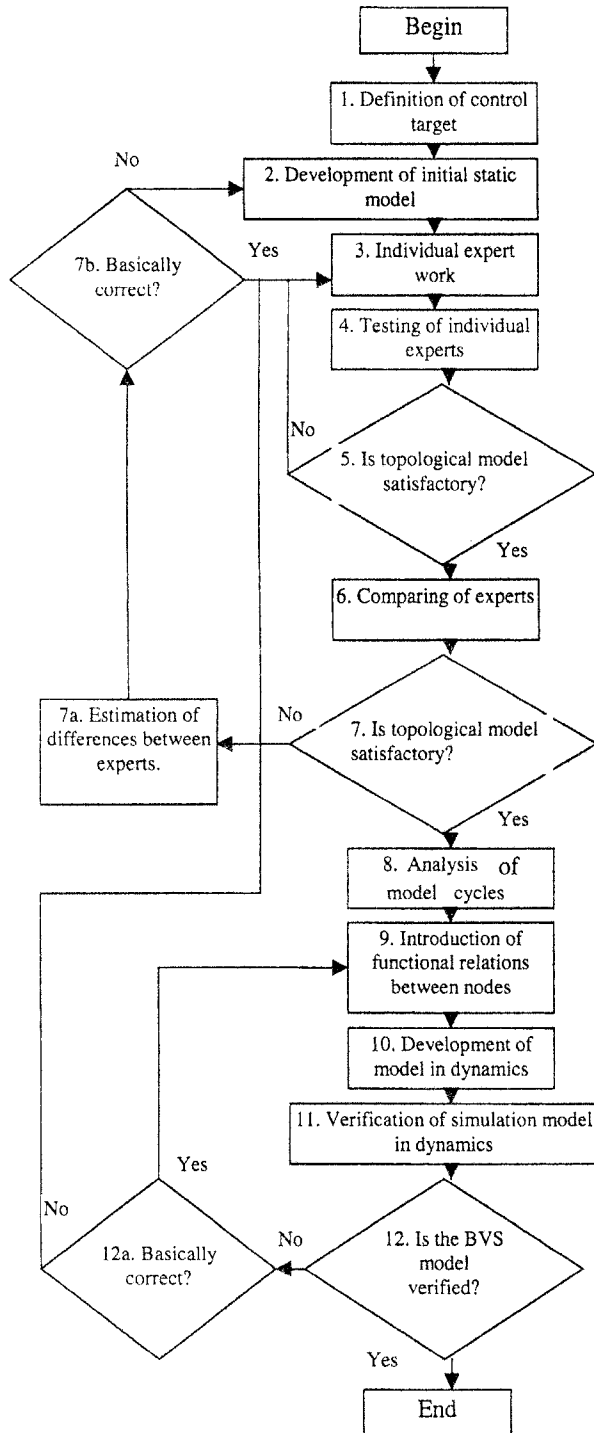 Begin
1. Definition of control
target
No
2. Development of initial static
model
7b. Basically
correct?
Yes
3. Individual expert
work
4. Testing of individual
experts
No
5. Is topological model
satisfactory?
Yes
6. Comparing of experts
7a. Estimation of
differences between
experts.
No
7. Is topological model
satisfactory?
Yes
8. Analysis of
model cycles
9. Introduction of
functional relations
between nodes
10. Development of
model in dynamics
11. Verification of simulation model
in dynamics
Yes
No
12a. Basically
correct?
No
12. Is the BVS
model
verified?
Yes
End